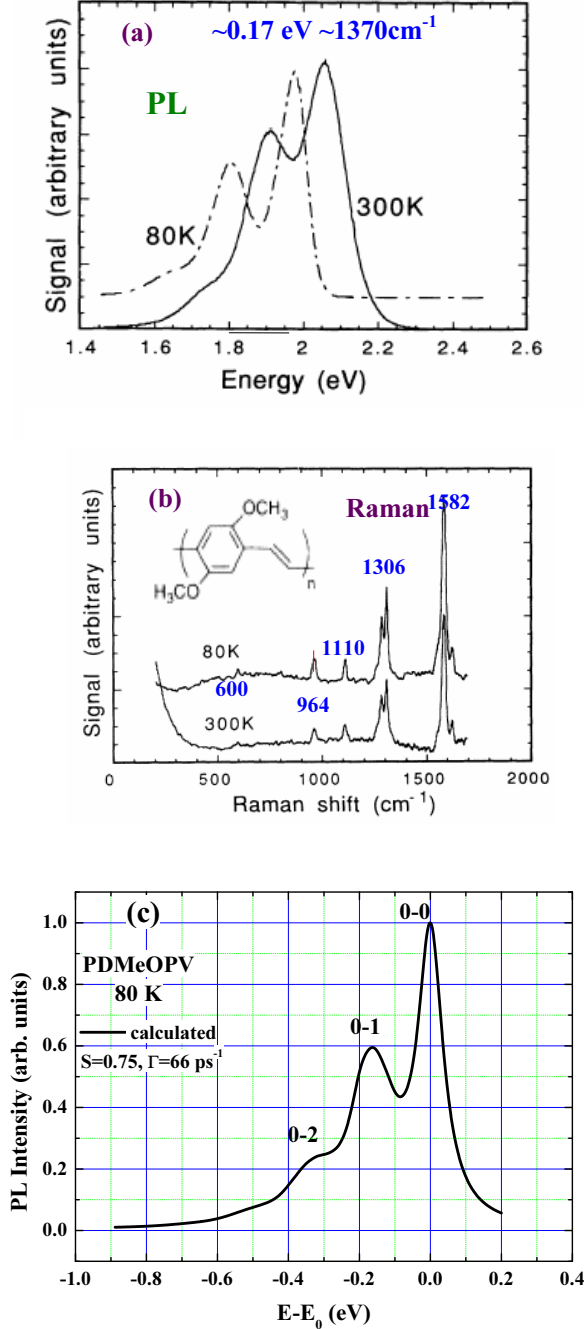 (a)
~0.17 eV ~1370cm-1
PL
80K
300K
Signal (arbitrary units)
1.4 1.6 1.8 2 2.2 2.4 2.6
Energy (eV)
(b)
Raman
1582
OCH3
H3CO
n
1306
80K
1110
600
964
300K
Signal (arbitrary units)
0 500 1000 1500 2000
Raman shift (cm-1)
(c)
0-0
PDMeOPV
80 K
calculated
S=0.75, Γ=66 ps-1
0-1
0-2
PL Intensity (arb. units)
1.0
0.8
0.6
0.4
0.2
0.0
-1.0 -0.8 -0.6 -0.4 -0.2 0.0 0.2 0.4
E-E0 (eV)